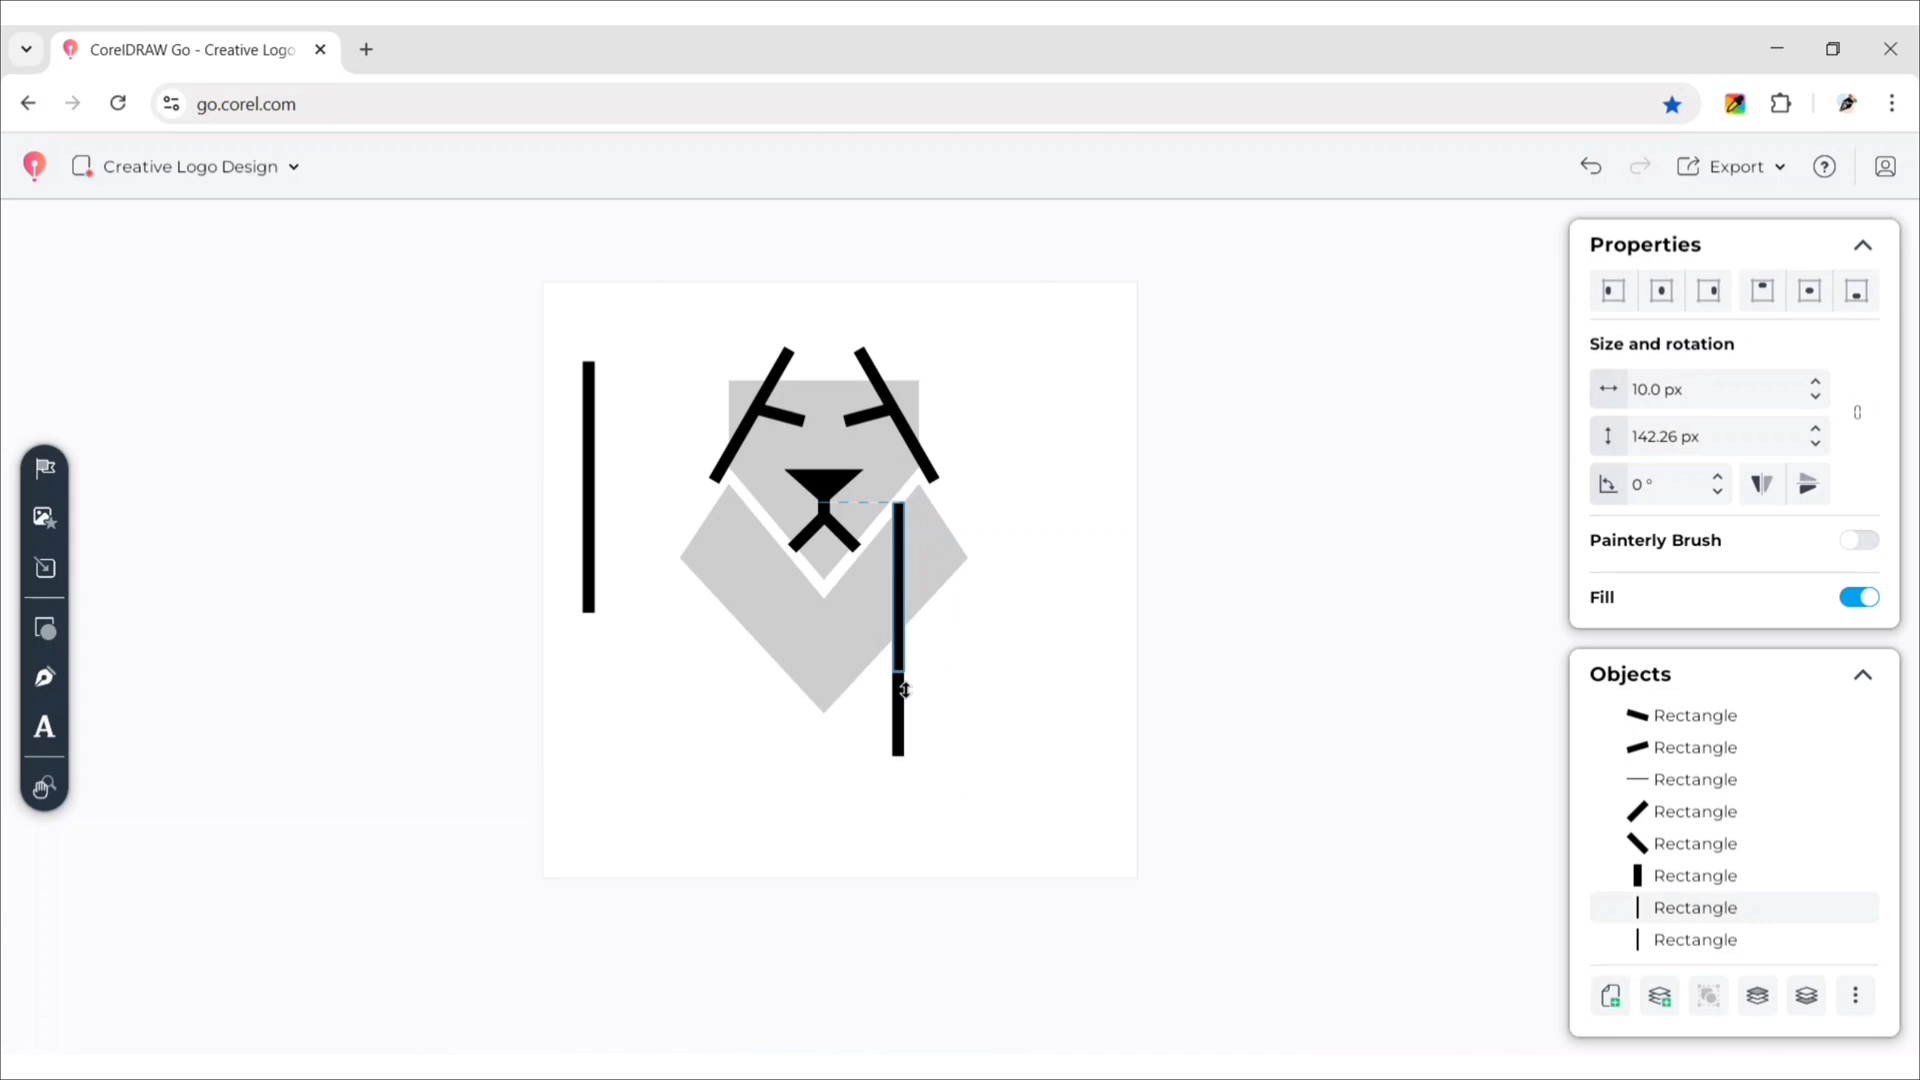 CorelDRAW Go - Creative Logo
go.corel.com
Creative Logo Design
Export
Properties
Size and rotation
10.0 px
142.26 px
0 °
Painterly Brush
Fill
Objects
Rectangle
Rectangle
Rectangle
Rectangle
Rectangle
Rectangle
Rectangle
Rectangle
A